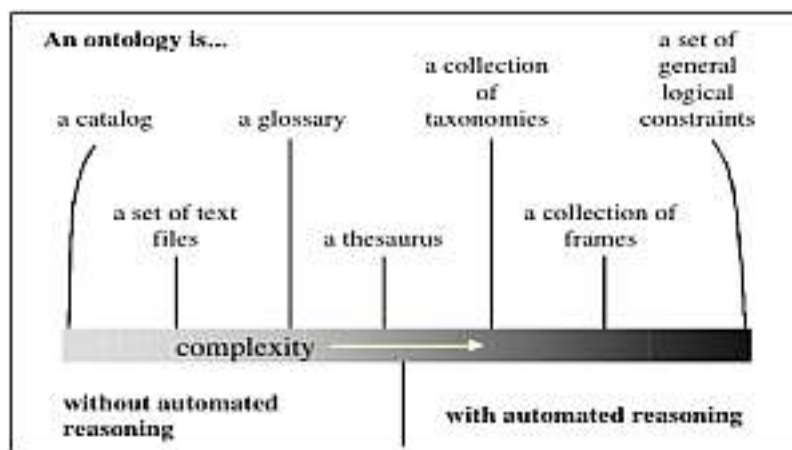 An ontology is...
a catalog
a set of text
files
a glossary
a thesaurus
a collection
of
taxonomies
a collection of
frames
a set of
general
logical
constraints
complexity
without automated
reasoning
with automated reasoning